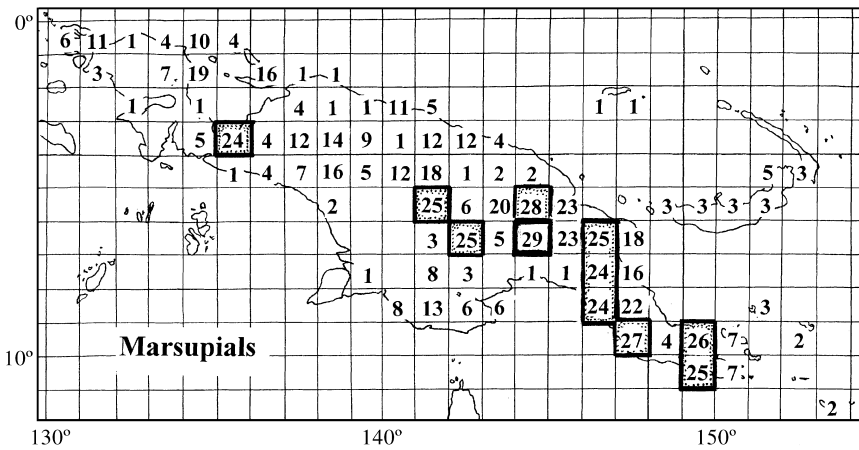 0º
6 11 1 4 10 4
3 7 19 16 1 1
1 1 4 1 1 11 5 1 1
5 24 4 12 14 9 1 12 12 4
1 4 7 16 5 12 18 1 2 2 5 3
2 25 6 20 28 23 3 3 3 3
3 25 5 29 23 25 18
1 8 3 1 1 24 16
8 13 6 6 24 22 3
10º Marsupials 27 4 26 7 2
25 7
2
130º 140º 150º